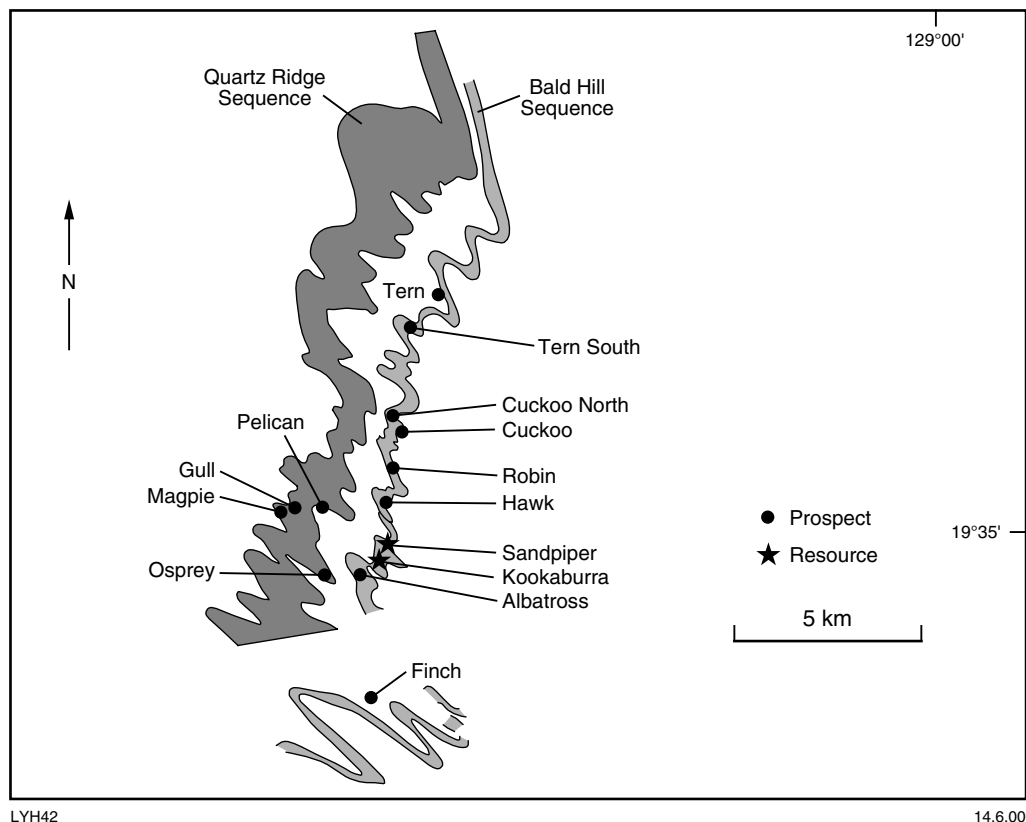 129°00'
Quartz Ridge
Sequence
Bald Hill
Sequence
N
Tern
Tern South
Cuckoo North
Pelican
Cuckoo
Gull
Robin
Magpie
Hawk
Prospect
19°35'
Sandpiper
Resource
Osprey
Kookaburra
Albatross
5 km
Finch
LYH42
14.6.00